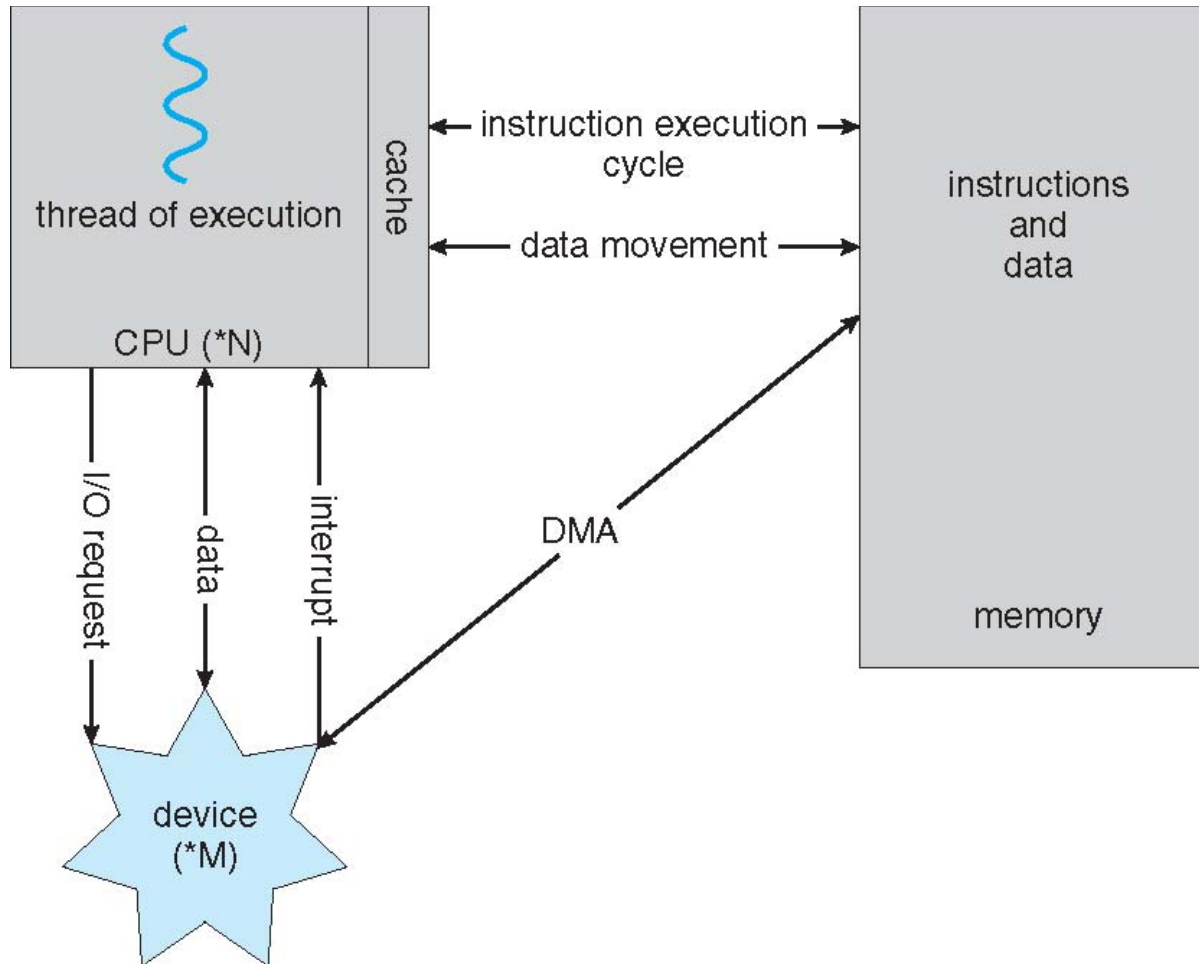 thread of execution
CPU (*N)
cache
instruction execution
cycle
data movement
instructions
and
data
memory
I/O request
data
interrupt
DMA
device
(*M)